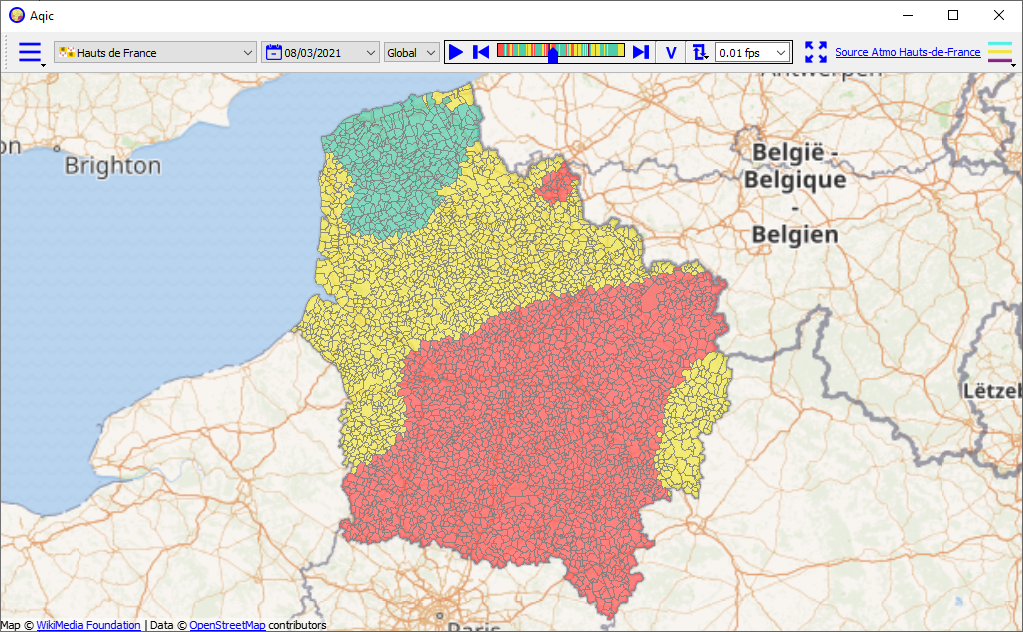 Aqic
Hauts de France
08/03/2021
Global
V
0.01 fps
Source Atmo Hauts-de-France
Antwerpen
on
Brighton
België -
Belgique
-
Belgien
Lëtzeb
Paris
Map © WikiMedia Foundation | Data © OpenStreetMap contributors